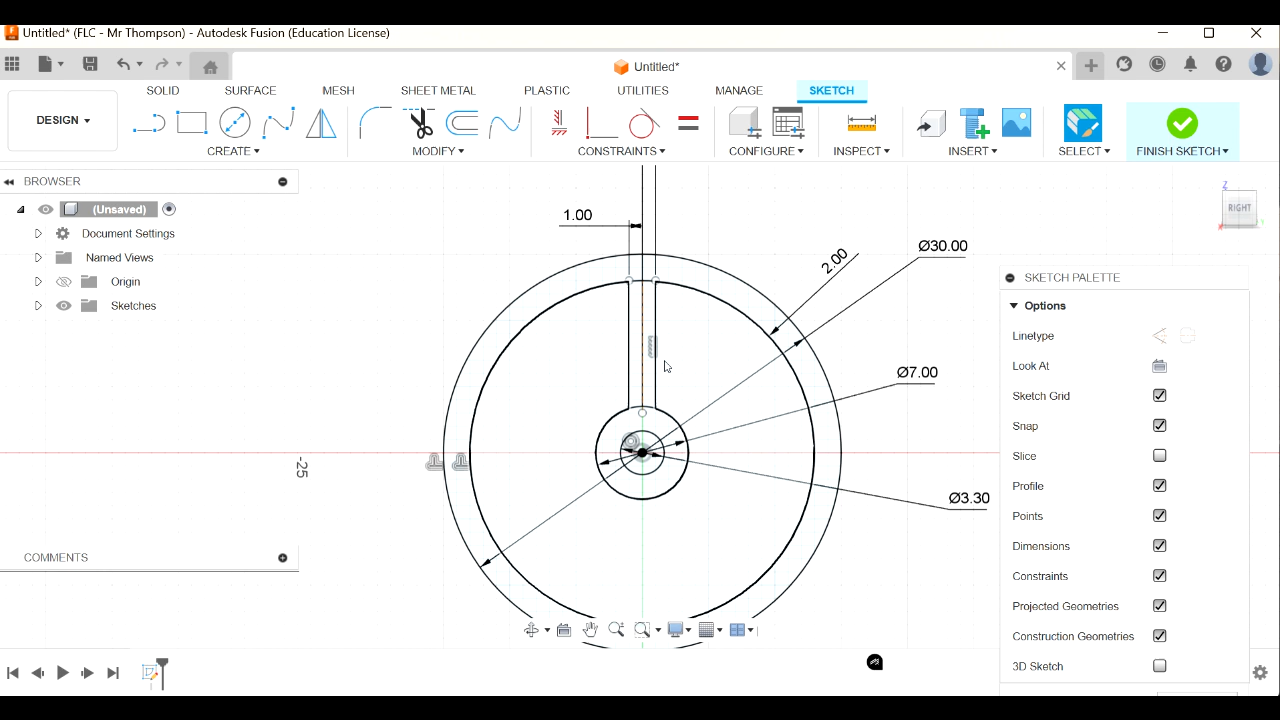 Untitled* (FLC - Mr Thompson) - Autodesk Fusion (Education License)
Untitled*
SOLID SURFACE MESH SHEET METAL PLASTIC UTILITIES MANAGE SKETCH
DESIGN
CREATE MODIFY CONSTRAINTS CONFIGURE INSPECT INSERT SELECT FINISH SKETCH
BROWSER
(Unsaved)
Document Settings
Named Views
Origin
Sketches
COMMENTS
Z
RIGHT
1.00
2.00
Ø30.00
Ø7.00
Ø3.30
-25
SKETCH PALETTE
Options
Linetype
Look At
Sketch Grid
Snap
Slice
Profile
Points
Dimensions
Constraints
Projected Geometries
Construction Geometries
3D Sketch